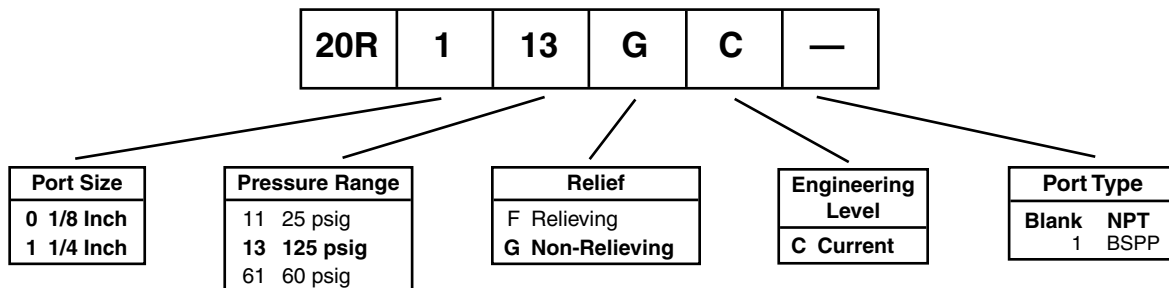 20R 1 13 G C —
Port Size
0 1/8 Inch
1 1/4 Inch
Pressure Range
11 25 psig
13 125 psig
61 60 psig
Relief
F Relieving
G Non-Relieving
Engineering
Level
C Current
Port Type
Blank NPT
1 BSPP